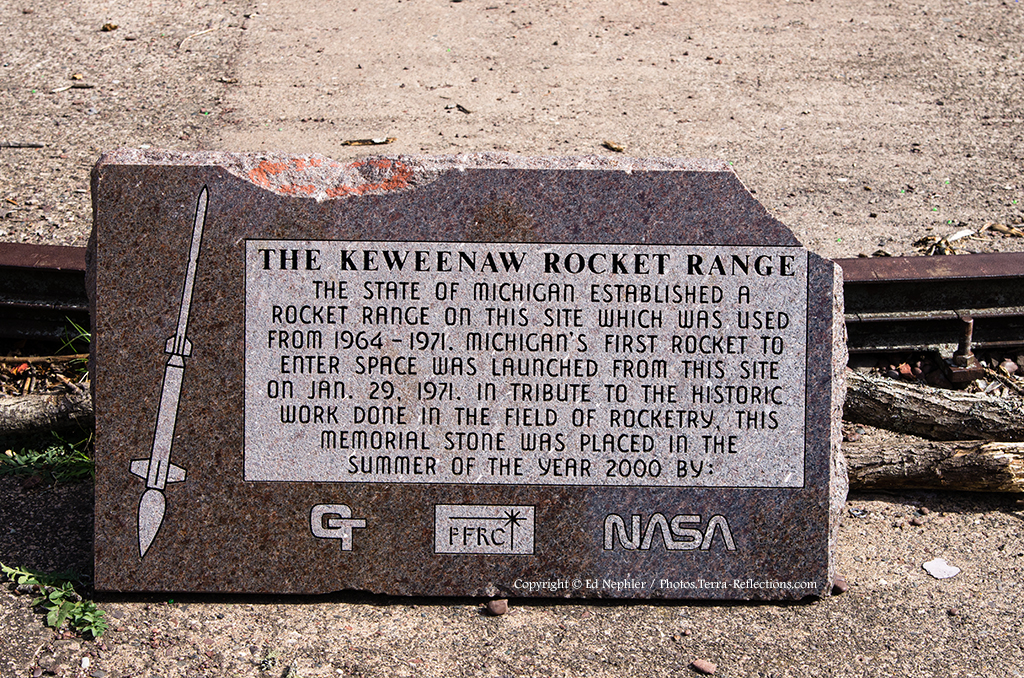 THE KEWEENAW ROCKET RANGE
THE STATE OF MICHIGAN ESTABLISHED A
ROCKET RANGE ON THIS SITE WHICH WAS USED
FROM 1964 - 1971. MICHIGAN'S FIRST ROCKET TO
ENTER SPACE WAS LAUNCHED FROM THIS SITE
ON JAN. 29, 1971. IN TRIBUTE TO THE HISTORIC
WORK DONE IN THE FIELD OF ROCKETRY, THIS
MEMORIAL STONE WAS PLACED IN THE
SUMMER OF THE YEAR 2000 BY:
GT PFRC NASA
Copyright © Ed Nephler / Photos.Terra-Reflections.com